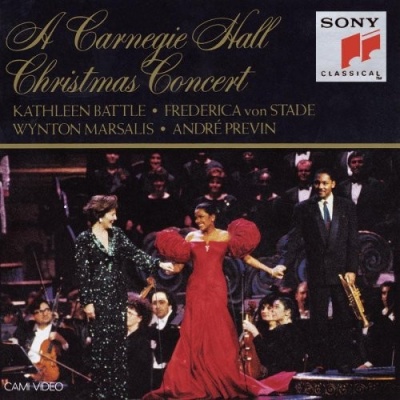 A Carnegie Hall
Christmas Concert
KATHLEEN BATTLE • FREDERICA von STADE
WYNTON MARSALIS • ANDRÉ PREVIN
SONY
CLASSICAL
CAMI VIDEO